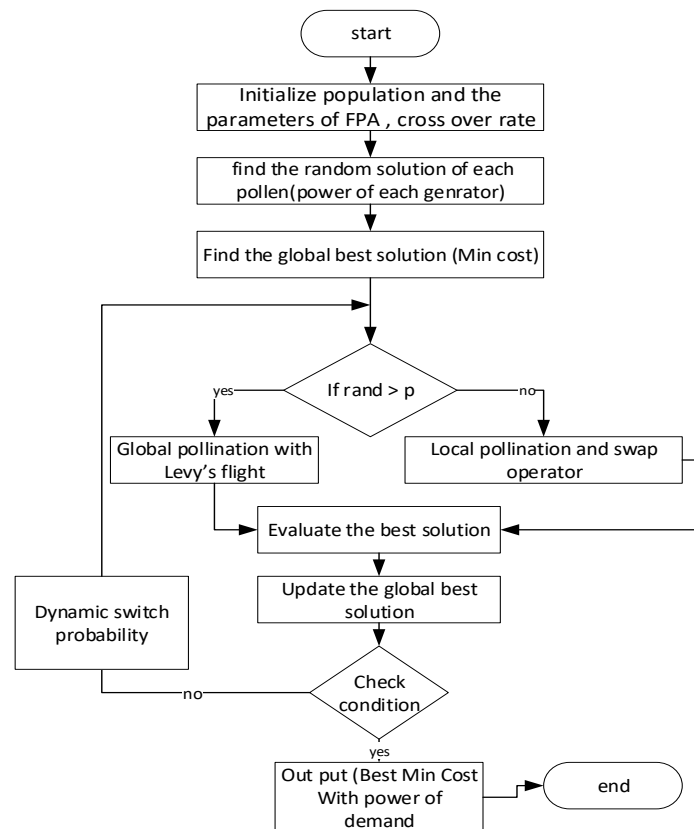 start
Initialize population and the
parameters of FPA , cross over rate
find the random solution of each
pollen(power of each genrator)
Find the global best solution (Min cost)
If rand > p
yes
no
Global pollination with
Levy's flight
Local pollination and swap
operator
Evaluate the best solution
Update the global best
solution
Dynamic switch
probability
Check
condition
no
yes
Out put (Best Min Cost
With power of
demand
end